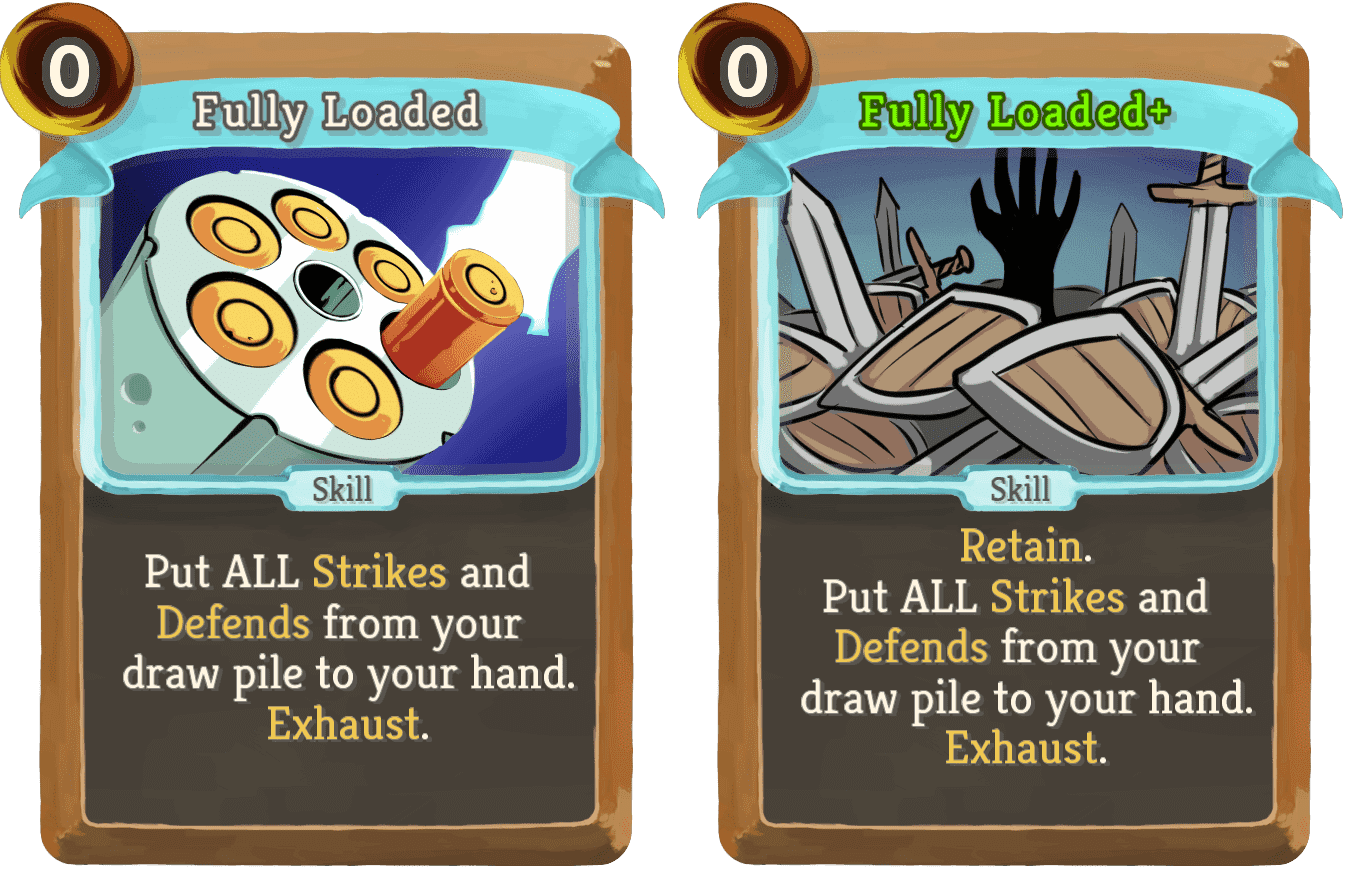 0
Fully Loaded
Skill
Put ALL Strikes and
Defends from your
draw pile to your hand.
Exhaust.
0
Fully Loaded+
Skill
Retain.
Put ALL Strikes and
Defends from your
draw pile to your hand.
Exhaust.